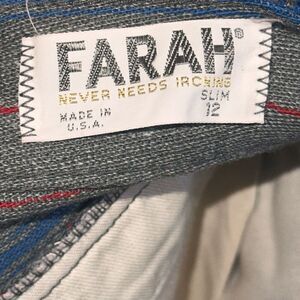 FARAH®
NEVER NEEDS IRONING
MADE IN SLIM
U.S.A. 12